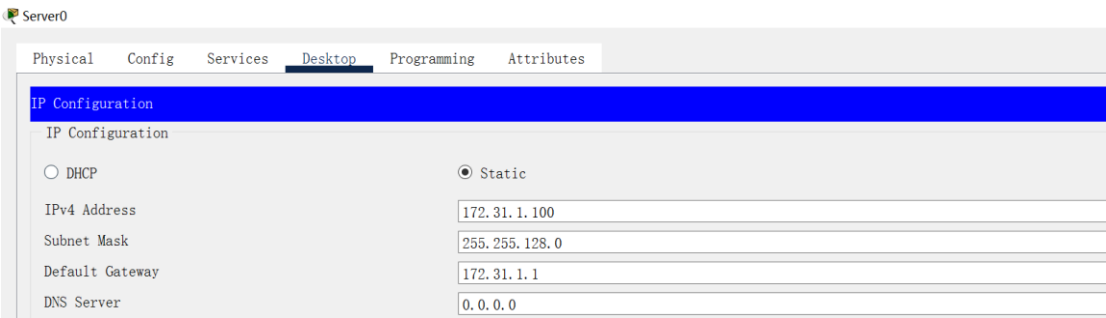 Server0
Physical Config Services Desktop Programming Attributes
IP Configuration
IP Configuration
DHCP Static
IPv4 Address 172.31.1.100
Subnet Mask 255.255.128.0
Default Gateway 172.31.1.1
DNS Server 0.0.0.0